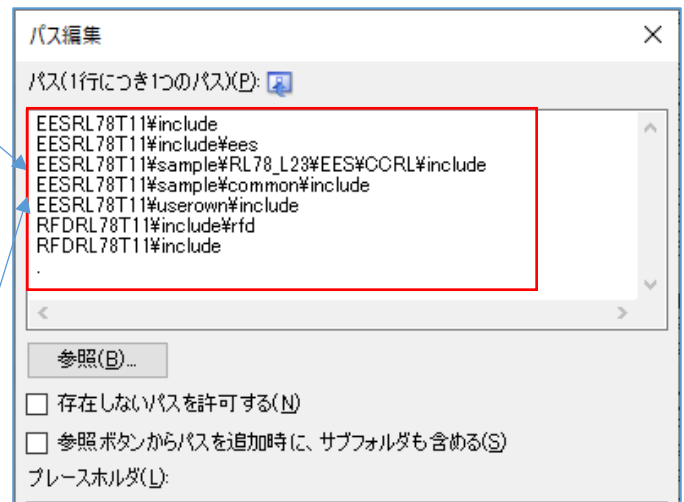 パス編集
パス(1行につき1つのパス)(P):
EESRL78T11¥include
EESRL78T11¥include¥ees
EESRL78T11¥sample¥RL78_L23¥EES¥CCRL¥include
EESRL78T11¥sample¥common¥include
EESRL78T11¥userown¥include
RFDRL78T11¥include¥rfd
RFDRL78T11¥include
.
参照(B)...
存在しないパスを許可する(N)
参照ボタンからパスを追加時に、サブフォルダも含める(S)
プレースホルダ(L):